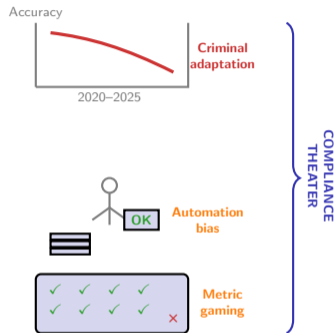 Accuracy
Criminal
adaptation
2020–2025
COMPLIANCE
THEATER
OK
Automation
bias
✓ ✓ ✓ ✓
✓ ✓ ✓ ✓
×
Metric
gaming